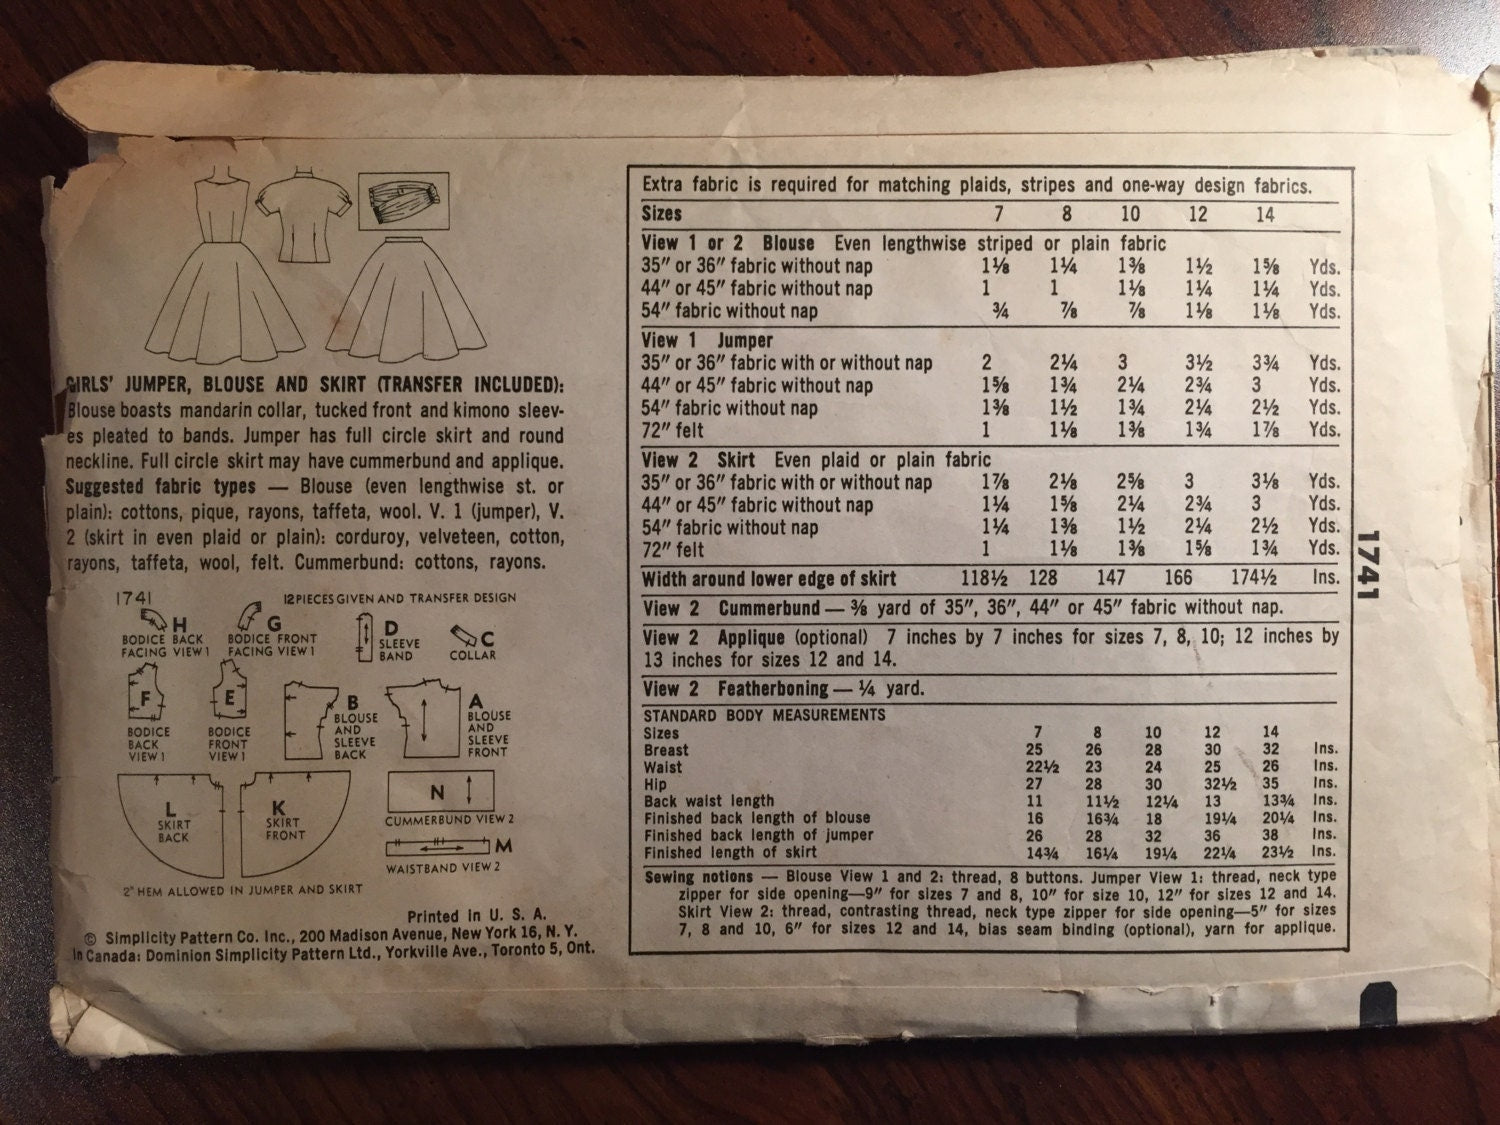 GIRLS' JUMPER, BLOUSE AND SKIRT (TRANSFER INCLUDED):
Blouse boasts mandarin collar, tucked front and kimono sleev-
es pleated to bands. Jumper has full circle skirt and round
neckline. Full circle skirt may have cummerbund and applique.
Suggested fabric types — Blouse (even lengthwise st. or
plain): cottons, pique, rayons, taffeta, wool. V. 1 (jumper), V.
2 (skirt in even plaid or plain): corduroy, velveteen, cotton,
rayons, taffeta, wool, felt. Cummerbund: cottons, rayons.
1741 12 PIECES GIVEN AND TRANSFER DESIGN
H
BODICE BACK
FACING VIEW 1
G
BODICE FRONT
FACING VIEW 1
D
SLEEVE
BAND
C
COLLAR
F
BODICE
BACK
VIEW 1
E
BODICE
FRONT
VIEW 1
B
BLOUSE
AND
SLEEVE
BACK
A
BLOUSE
AND
SLEEVE
FRONT
L
SKIRT
BACK
K
SKIRT
FRONT
N
CUMMERBUND VIEW 2
M
WAISTBAND VIEW 2
2" HEM ALLOWED IN JUMPER AND SKIRT
Printed in U. S. A.
© Simplicity Pattern Co. Inc., 200 Madison Avenue, New York 16, N. Y.
In Canada: Dominion Simplicity Pattern Ltd., Yorkville Ave., Toronto 5, Ont.
Extra fabric is required for matching plaids, stripes and one-way design fabrics.
Sizes 7 8 10 12 14
View 1 or 2 Blouse Even lengthwise striped or plain fabric
35" or 36" fabric without nap 1⅛ 1¼ 1⅜ 1½ 1⅝ Yds.
44" or 45" fabric without nap 1 1 1⅛ 1¼ 1¼ Yds.
54" fabric without nap ¾ ⅞ ⅞ 1⅛ 1⅛ Yds.
View 1 Jumper
35" or 36" fabric with or without nap 2 2¼ 3 3½ 3¾ Yds.
44" or 45" fabric without nap 1⅝ 1¾ 2¼ 2¾ 3 Yds.
54" fabric without nap 1⅜ 1½ 1¾ 2¼ 2½ Yds.
72" felt 1 1⅛ 1⅜ 1¾ 1⅞ Yds.
View 2 Skirt Even plaid or plain fabric
35" or 36" fabric with or without nap 1⅞ 2⅛ 2⅝ 3 3⅛ Yds.
44" or 45" fabric without nap 1¼ 1⅝ 2¼ 2¾ 3 Yds.
54" fabric without nap 1¼ 1⅜ 1½ 2¼ 2½ Yds.
72" felt 1 1⅛ 1⅜ 1⅝ 1¾ Yds.
Width around lower edge of skirt 118½ 128 147 166 174½ Ins.
View 2 Cummerbund — ⅜ yard of 35", 36", 44" or 45" fabric without nap.
View 2 Applique (optional) 7 inches by 7 inches for sizes 7, 8, 10; 12 inches by
13 inches for sizes 12 and 14.
View 2 Featherboning — ¼ yard.
STANDARD BODY MEASUREMENTS
Sizes 7 8 10 12 14
Breast 25 26 28 30 32 Ins.
Waist 22½ 23 24 25 26 Ins.
Hip 27 28 30 32½ 35 Ins.
Back waist length 11 11½ 12¼ 13 13¾ Ins.
Finished back length of blouse 16 16¾ 18 19¼ 20¼ Ins.
Finished back length of jumper 26 28 32 36 38 Ins.
Finished length of skirt 14¾ 16¼ 19¼ 22¼ 23½ Ins.
Sewing notions — Blouse View 1 and 2: thread, 8 buttons. Jumper View 1: thread, neck type
zipper for side opening—9" for sizes 7 and 8, 10" for size 10, 12" for sizes 12 and 14.
Skirt View 2: thread, contrasting thread, neck type zipper for side opening—5" for sizes
7, 8 and 10, 6" for sizes 12 and 14, bias seam binding (optional), yarn for applique.
1741